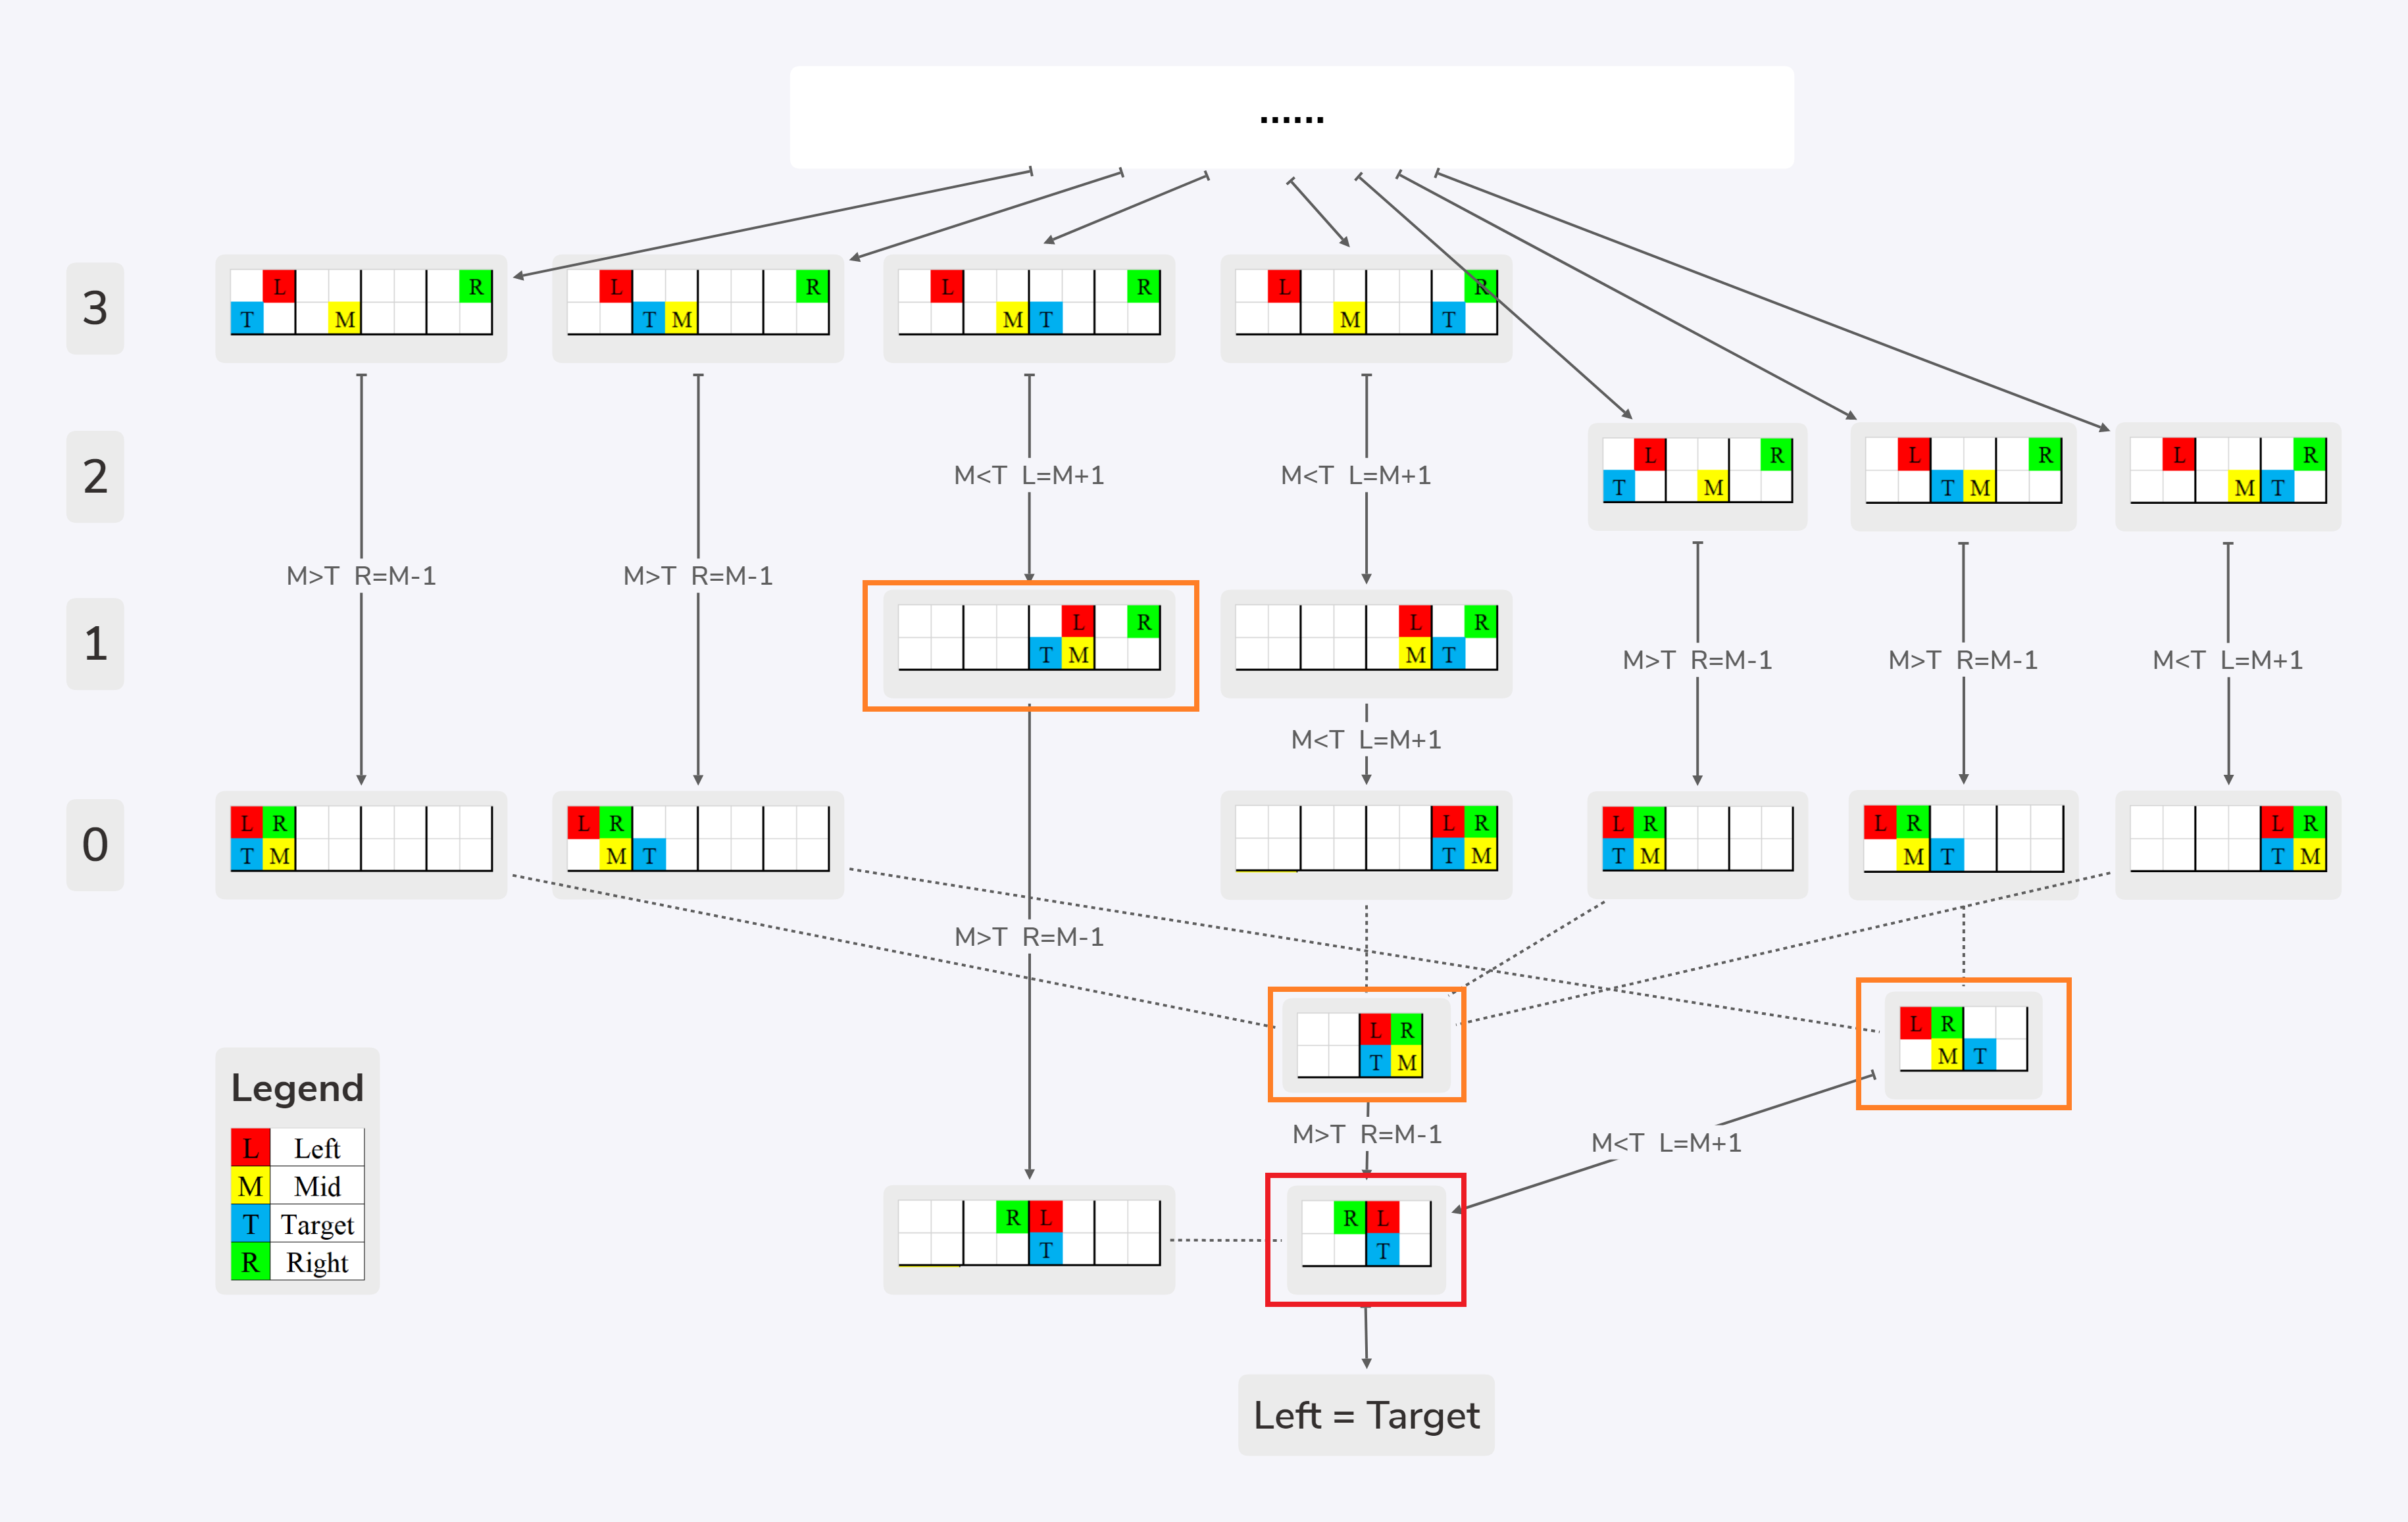 ......
3
L R
T M
L R
T M
L R
M T
L R
M T
2
L R
T M
L R
T M
L R
M T
M<T L=M+1
M<T L=M+1
M>T R=M-1
M>T R=M-1
1
L R
T M
L R
M T
M>T R=M-1
M>T R=M-1
M<T L=M+1
M<T L=M+1
0
L R
T M
L R
M T
L R
T M
L R
T M
L R
M T
L R
T M
M>T R=M-1
L R
T M
L R
M T
M>T R=M-1
M<T L=M+1
Legend
L Left
M Mid
T Target
R Right
R L
T
R L
T
Left = Target